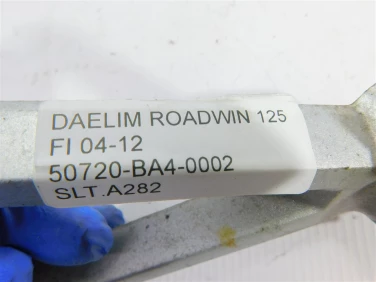 DAELIM ROADWIN 125
FI 04-12
50720-BA4-0002
SLT.A282